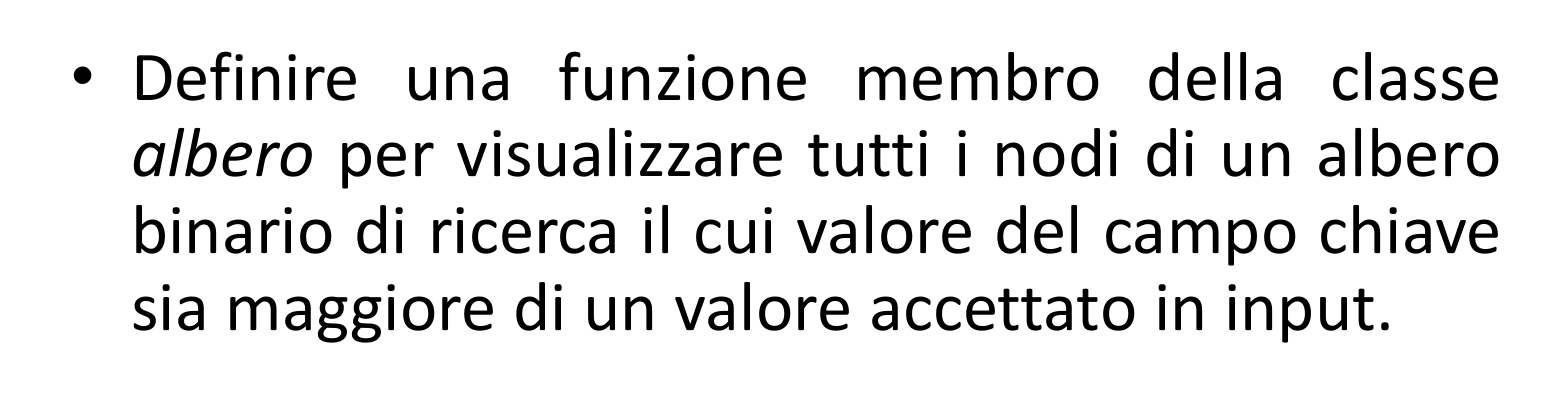 • Definire una funzione membro della classe
albero per visualizzare tutti i nodi di un albero
binario di ricerca il cui valore del campo chiave
sia maggiore di un valore accettato in input.